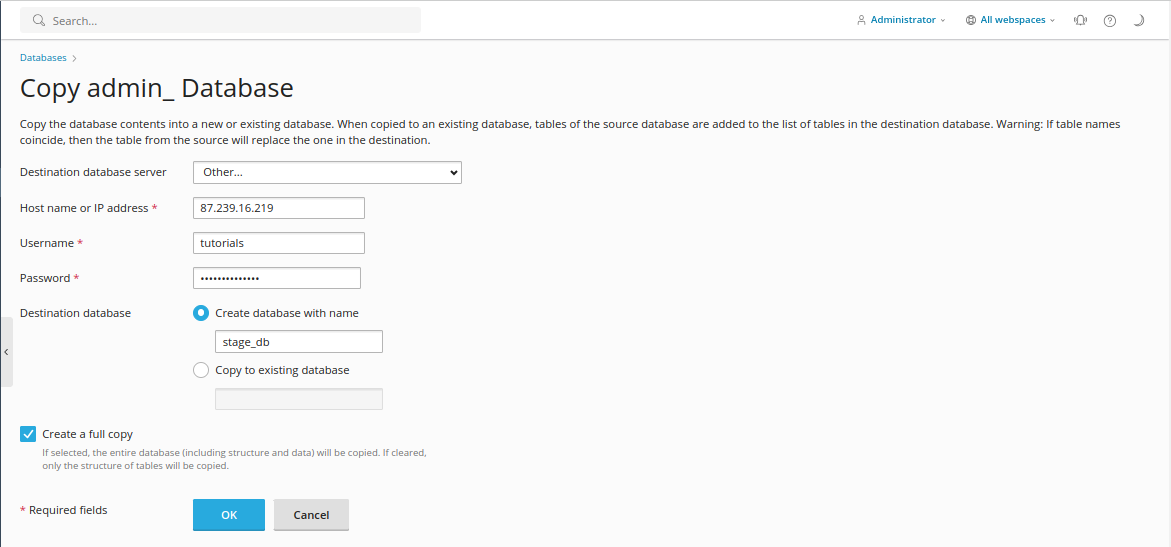 Search...
Administrator
All webspaces
Databases
Copy admin_ Database
Copy the database contents into a new or existing database. When copied to an existing database, tables of the source database are added to the list of tables in the destination database. Warning: If table names
coincide, then the table from the source will replace the one in the destination.
Destination database server Other...
Host name or IP address * 87.239.16.219
Username * tutorials
Password * ••••••••••••••
Destination database Create database with name
stage_db
Copy to existing database
Create a full copy
If selected, the entire database (including structure and data) will be copied. If cleared,
only the structure of tables will be copied.
* Required fields OK Cancel